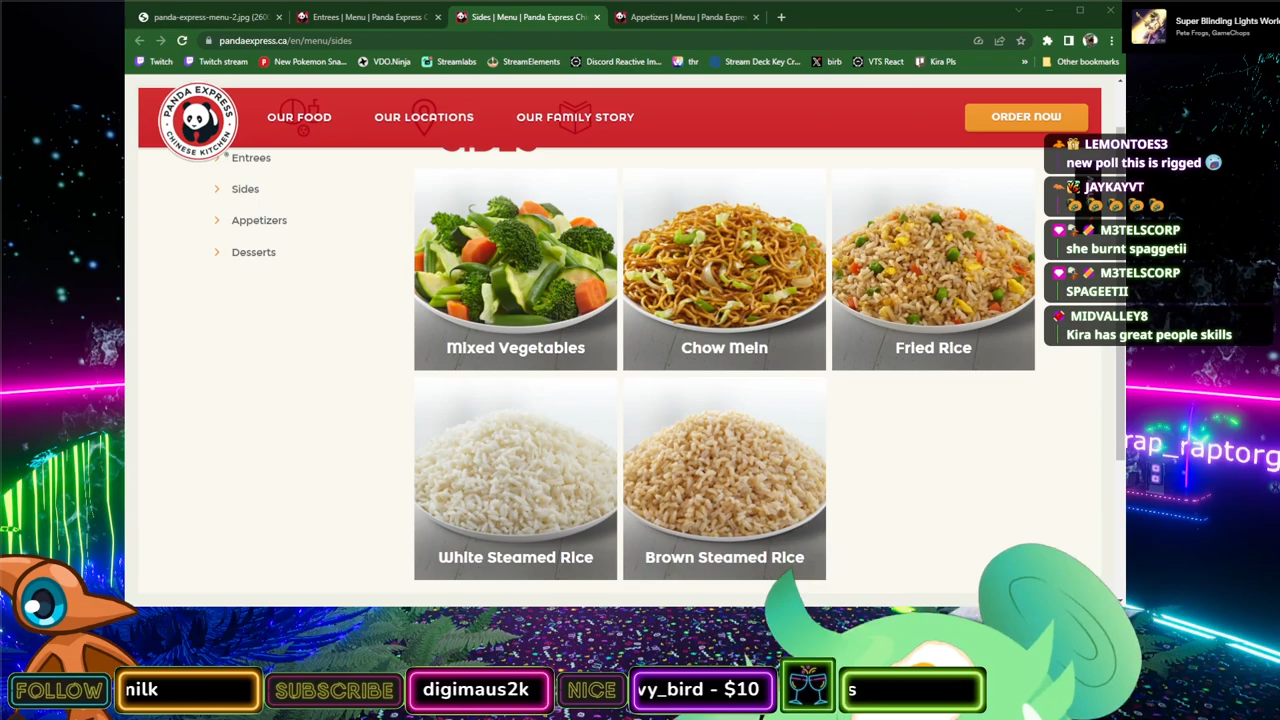 panda-express-menu-2.jpg (260
Entrees | Menu | Panda Express C
Sides | Menu | Panda Express Chi
Appetizers | Menu | Panda Expre
Super Blinding Lights Worl
Pete Frogs, GameChops
pandaexpress.ca/en/menu/sides
Twitch
Twitch stream
New Pokemon Sna...
VDO.Ninja
Streamlabs
StreamElements
Discord Reactive Im...
thr
Stream Deck Key Cr...
birb
VTS React
Kira Pls
Other bookmarks
PANDA EXPRESS
CHINESE KITCHEN
OUR FOOD
OUR LOCATIONS
OUR FAMILY STORY
ORDER NOW
Entrees
Sides
Appetizers
Desserts
Mixed Vegetables
Chow Mein
Fried Rice
White Steamed Rice
Brown Steamed Rice
LEMONTOES3
new poll this is rigged
JAYKAYVT
M3TELSCORP
she burnt spaggetii
M3TELSCORP
SPAGEETII
MIDVALLEY8
Kira has great people skills
rap_raptorg
FOLLOW
nilk
SUBSCRIBE
digimaus2k
NICE
vy_bird - $10
s